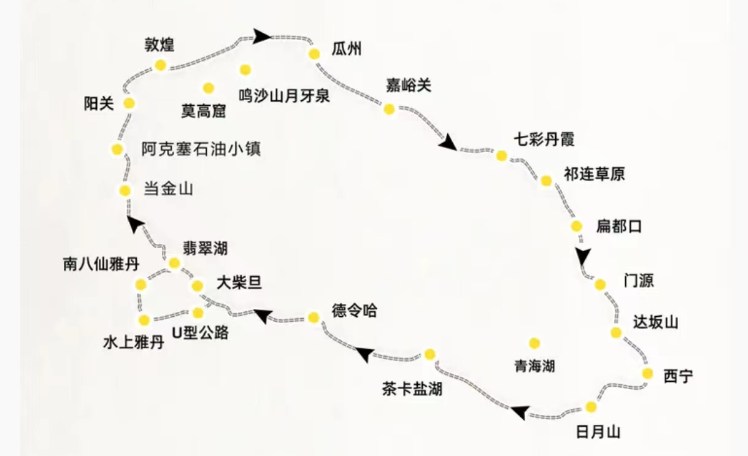 敦煌
瓜州
鸣沙山月牙泉
嘉峪关
阳关
莫高窟
七彩丹霞
阿克塞石油小镇
祁连草原
当金山
扁都口
翡翠湖
南八仙雅丹
大柴旦
门源
德令哈
达坂山
水上雅丹
U型公路
青海湖
西宁
茶卡盐湖
日月山